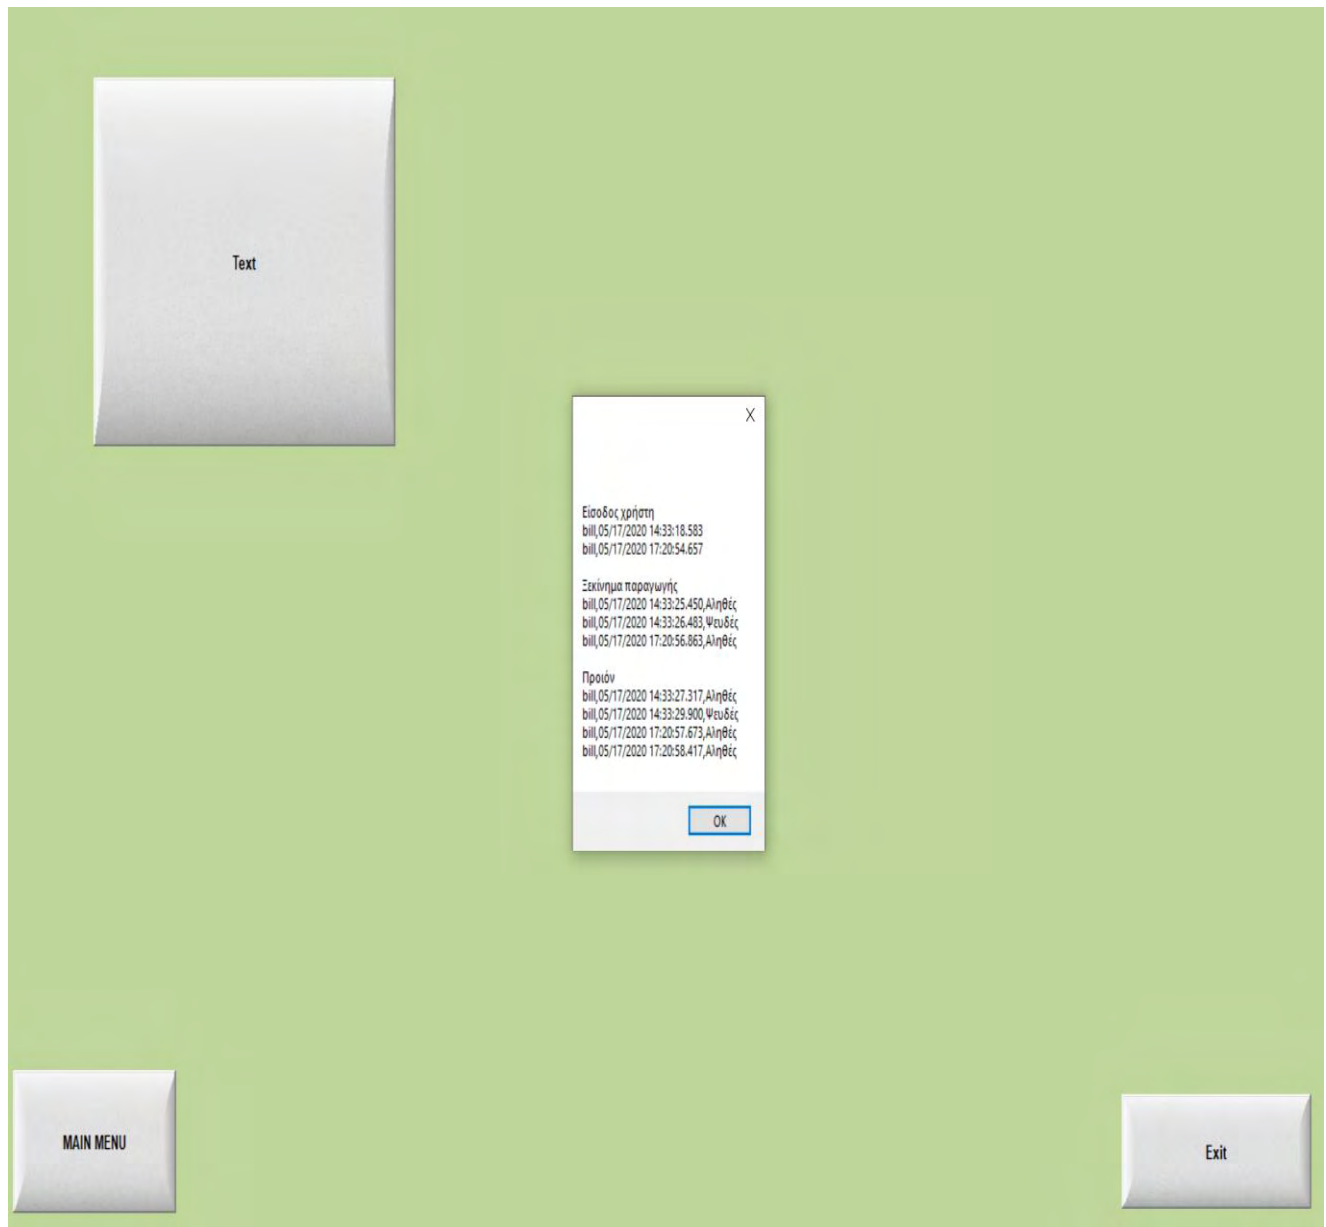 Text
X
Είσοδος χρήστη
bill,05/17/2020 14:33:18.583
bill,05/17/2020 17:20:54.657
Ξεκίνημα παραγωγής
bill,05/17/2020 14:33:25.450,Αληθές
bill,05/17/2020 14:33:26.483,Ψευδές
bill,05/17/2020 17:20:56.863,Αληθές
Προιόν
bill,05/17/2020 14:33:27.317,Αληθές
bill,05/17/2020 14:33:29.900,Ψευδές
bill,05/17/2020 17:20:57.673,Αληθές
bill,05/17/2020 17:20:58.417,Αληθές
OK
MAIN MENU
Exit